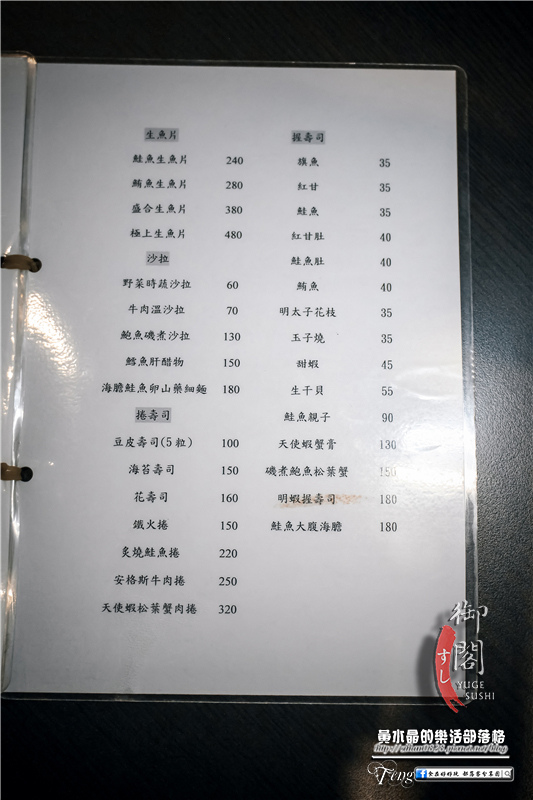 生魚片
鮭魚生魚片 240
鮪魚生魚片 280
盛合生魚片 380
極上生魚片 480
沙拉
野菜時蔬沙拉 60
牛肉溫沙拉 70
鮑魚磯煮沙拉 130
鱈魚肝醋物 150
海膽鮭魚卵山藥細麵 180
捲壽司
豆皮壽司(5粒) 100
海苔壽司 150
花壽司 160
鐵火捲 150
炙燒鮭魚捲 220
安格斯牛肉捲 250
天使蝦松葉蟹肉捲 320
握壽司
旗魚 35
紅甘 35
鮭魚 35
紅甘肚 40
鮭魚肚 40
鮪魚 40
明太子花枝 35
玉子燒 35
甜蝦 45
生干貝 55
鮭魚親子 90
天使蝦蟹膏 130
磯煮鮑魚松葉蟹 150
明蝦握壽司 180
鮭魚大腹海膽 180
御閣
すし
YUGE
SUSHI
黃水晶的樂活部落格
Feng